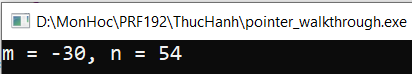 D:\MonHoc\PRF192\ThucHanh\pointer_walkthrough.exe
m = -30, n = 54